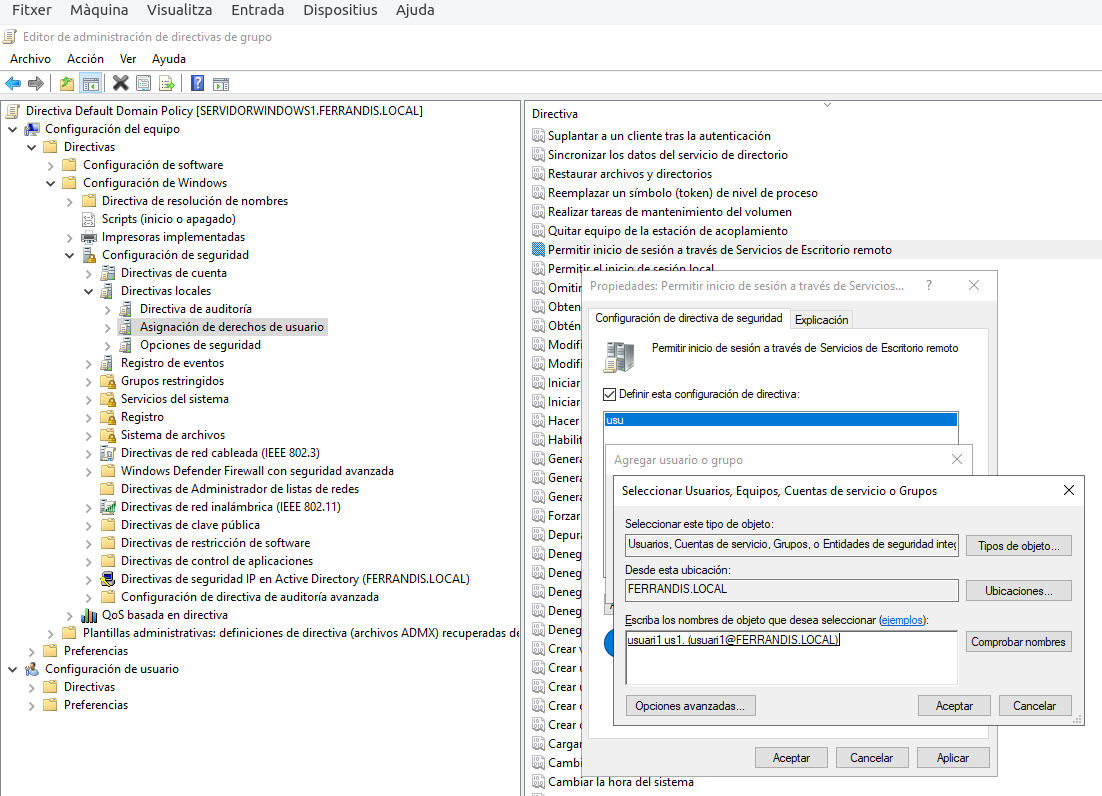 Fitxer Màquina Visualitza Entrada Dispositius Ajuda
Editor de administración de directivas de grupo
Archivo Acción Ver Ayuda
Directiva Default Domain Policy [SERVIDORWINDOWS1.FERRANDIS.LOCAL]
Configuración del equipo
Directivas
Configuración de software
Configuración de Windows
Directiva de resolución de nombres
Scripts (inicio o apagado)
Impresoras implementadas
Configuración de seguridad
Directivas de cuenta
Directivas locales
Directiva de auditoría
Asignación de derechos de usuario
Opciones de seguridad
Registro de eventos
Grupos restringidos
Servicios del sistema
Registro
Sistema de archivos
Directivas de red cableada (IEEE 802.3)
Windows Defender Firewall con seguridad avanzada
Directivas de Administrador de listas de redes
Directivas de red inalámbrica (IEEE 802.11)
Directivas de clave pública
Directivas de restricción de software
Directivas de control de aplicaciones
Directivas de seguridad IP en Active Directory (FERRANDIS.LOCAL)
Configuración de directiva de auditoría avanzada
QoS basada en directiva
Plantillas administrativas: definiciones de directiva (archivos ADMX) recuperadas de
Preferencias
Configuración de usuario
Directivas
Preferencias
Directiva
Suplantar a un cliente tras la autenticación
Sincronizar los datos del servicio de directorio
Restaurar archivos y directorios
Reemplazar un símbolo (token) de nivel de proceso
Realizar tareas de mantenimiento del volumen
Quitar equipo de la estación de acoplamiento
Permitir inicio de sesión a través de Servicios de Escritorio remoto
Permitir el inicio de sesión local
Omitir
Obten
Obtén
Modifi
Modifi
Iniciar
Iniciar
Hacer
Habilit
Genera
Genera
Genera
Forzar
Depura
Deneg
Deneg
Deneg
Deneg
Deneg
Crear v
Crear u
Crear u
Crear o
Crear o
Cargar
Cambi
Cambiar la hora del sistema
Propiedades: Permitir inicio de sesión a través de Servicios... ?
Configuración de directiva de seguridad Explicación
Permitir inicio de sesión a través de Servicios de Escritorio remoto
Definir esta configuración de directiva:
usu
Agregar usuario o grupo
Seleccionar Usuarios, Equipos, Cuentas de servicio o Grupos
Seleccionar este tipo de objeto:
Usuarios, Cuentas de servicio, Grupos, o Entidades de seguridad integ
Tipos de objeto...
Desde esta ubicación:
FERRANDIS.LOCAL
Ubicaciones...
Escriba los nombres de objeto que desea seleccionar (ejemplos):
usuari1 us1. (usuari1@FERRANDIS.LOCAL)
Comprobar nombres
Opciones avanzadas... Aceptar Cancelar
Aceptar Cancelar Aplicar